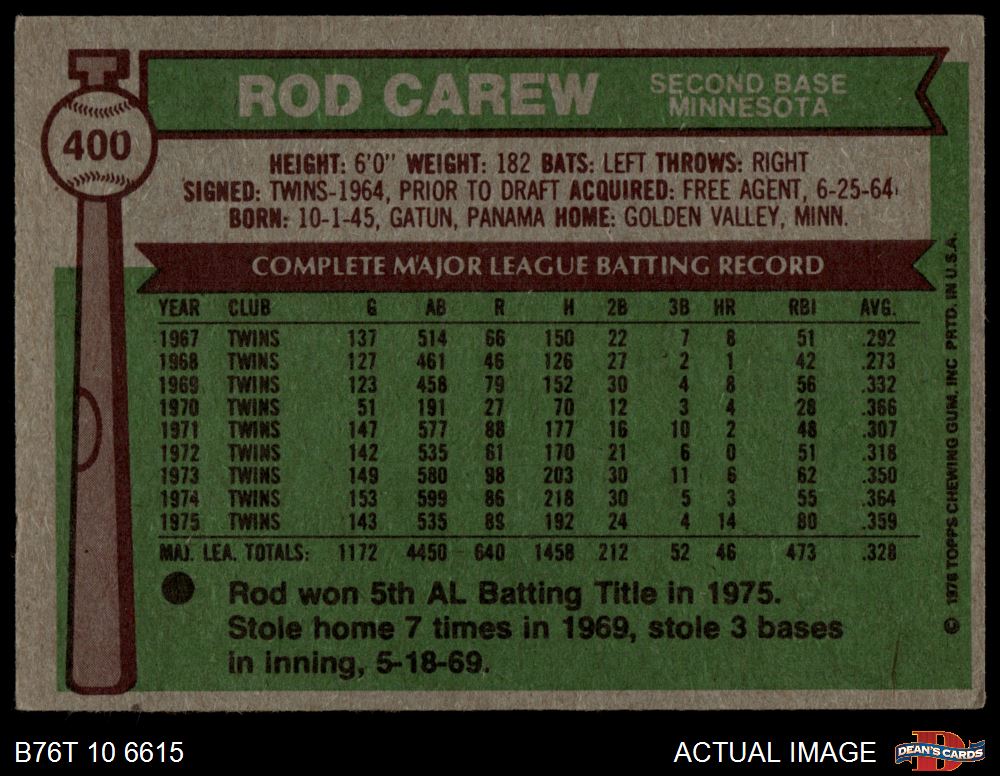 ROD CAREW SECOND BASE
MINNESOTA
400
HEIGHT: 6'0" WEIGHT: 182 BATS: LEFT THROWS: RIGHT
SIGNED: TWINS-1964, PRIOR TO DRAFT ACQUIRED: FREE AGENT, 6-25-64
BORN: 10-1-45, GATUN, PANAMA HOME: GOLDEN VALLEY, MINN.
COMPLETE MAJOR LEAGUE BATTING RECORD
YEAR CLUB G AB R H 2B 3B HR RBI AVG.
1967 TWINS 137 514 66 150 22 7 8 51 .292
1968 TWINS 127 461 46 126 27 2 1 42 .273
1969 TWINS 123 458 79 152 30 4 8 56 .332
1970 TWINS 51 191 27 70 12 3 4 28 .366
1971 TWINS 147 577 88 177 16 10 2 48 .307
1972 TWINS 142 535 61 170 21 6 0 51 .318
1973 TWINS 149 580 98 203 30 11 6 62 .350
1974 TWINS 153 599 86 218 30 5 3 55 .364
1975 TWINS 143 535 89 192 24 4 14 80 .359
MAJ. LEA. TOTALS: 1172 4450 640 1458 212 52 46 473 .328
Rod won 5th AL Batting Title in 1975.
Stole home 7 times in 1969, stole 3 bases
in inning, 5-18-69.
© 1976 TOPPS CHEWING GUM, INC PRTD. IN U.S.A.
B76T 10 6615
ACTUAL IMAGE
DEAN'S CARDS